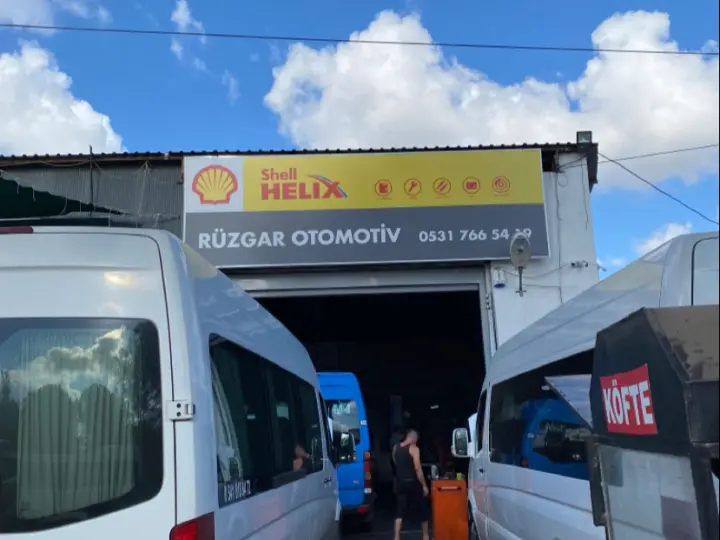 Shell
HELIX
RÜZGAR OTOMOTİV 0531 766 54
KÖFTE